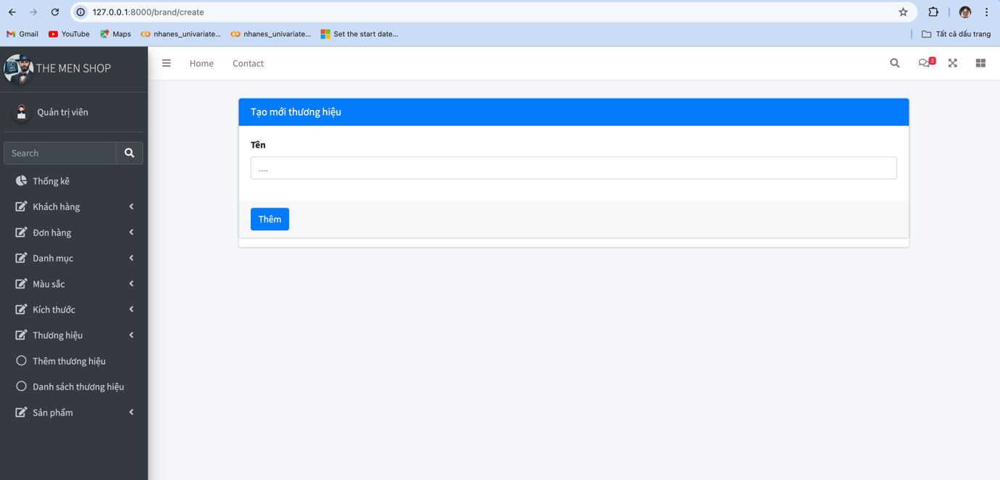 127.0.0.1:8000/brand/create
Gmail YouTube Maps nhanes_univariate... nhanes_univariate... Set the start date... Tất cả dấu trang
THE MEN SHOP
Home Contact
3
Quản trị viên
Search
Thống kê
Khách hàng
Đơn hàng
Danh mục
Màu sắc
Kích thước
Thương hiệu
Thêm thương hiệu
Danh sách thương hiệu
Sản phẩm
Tạo mới thương hiệu
Tên
....
Thêm